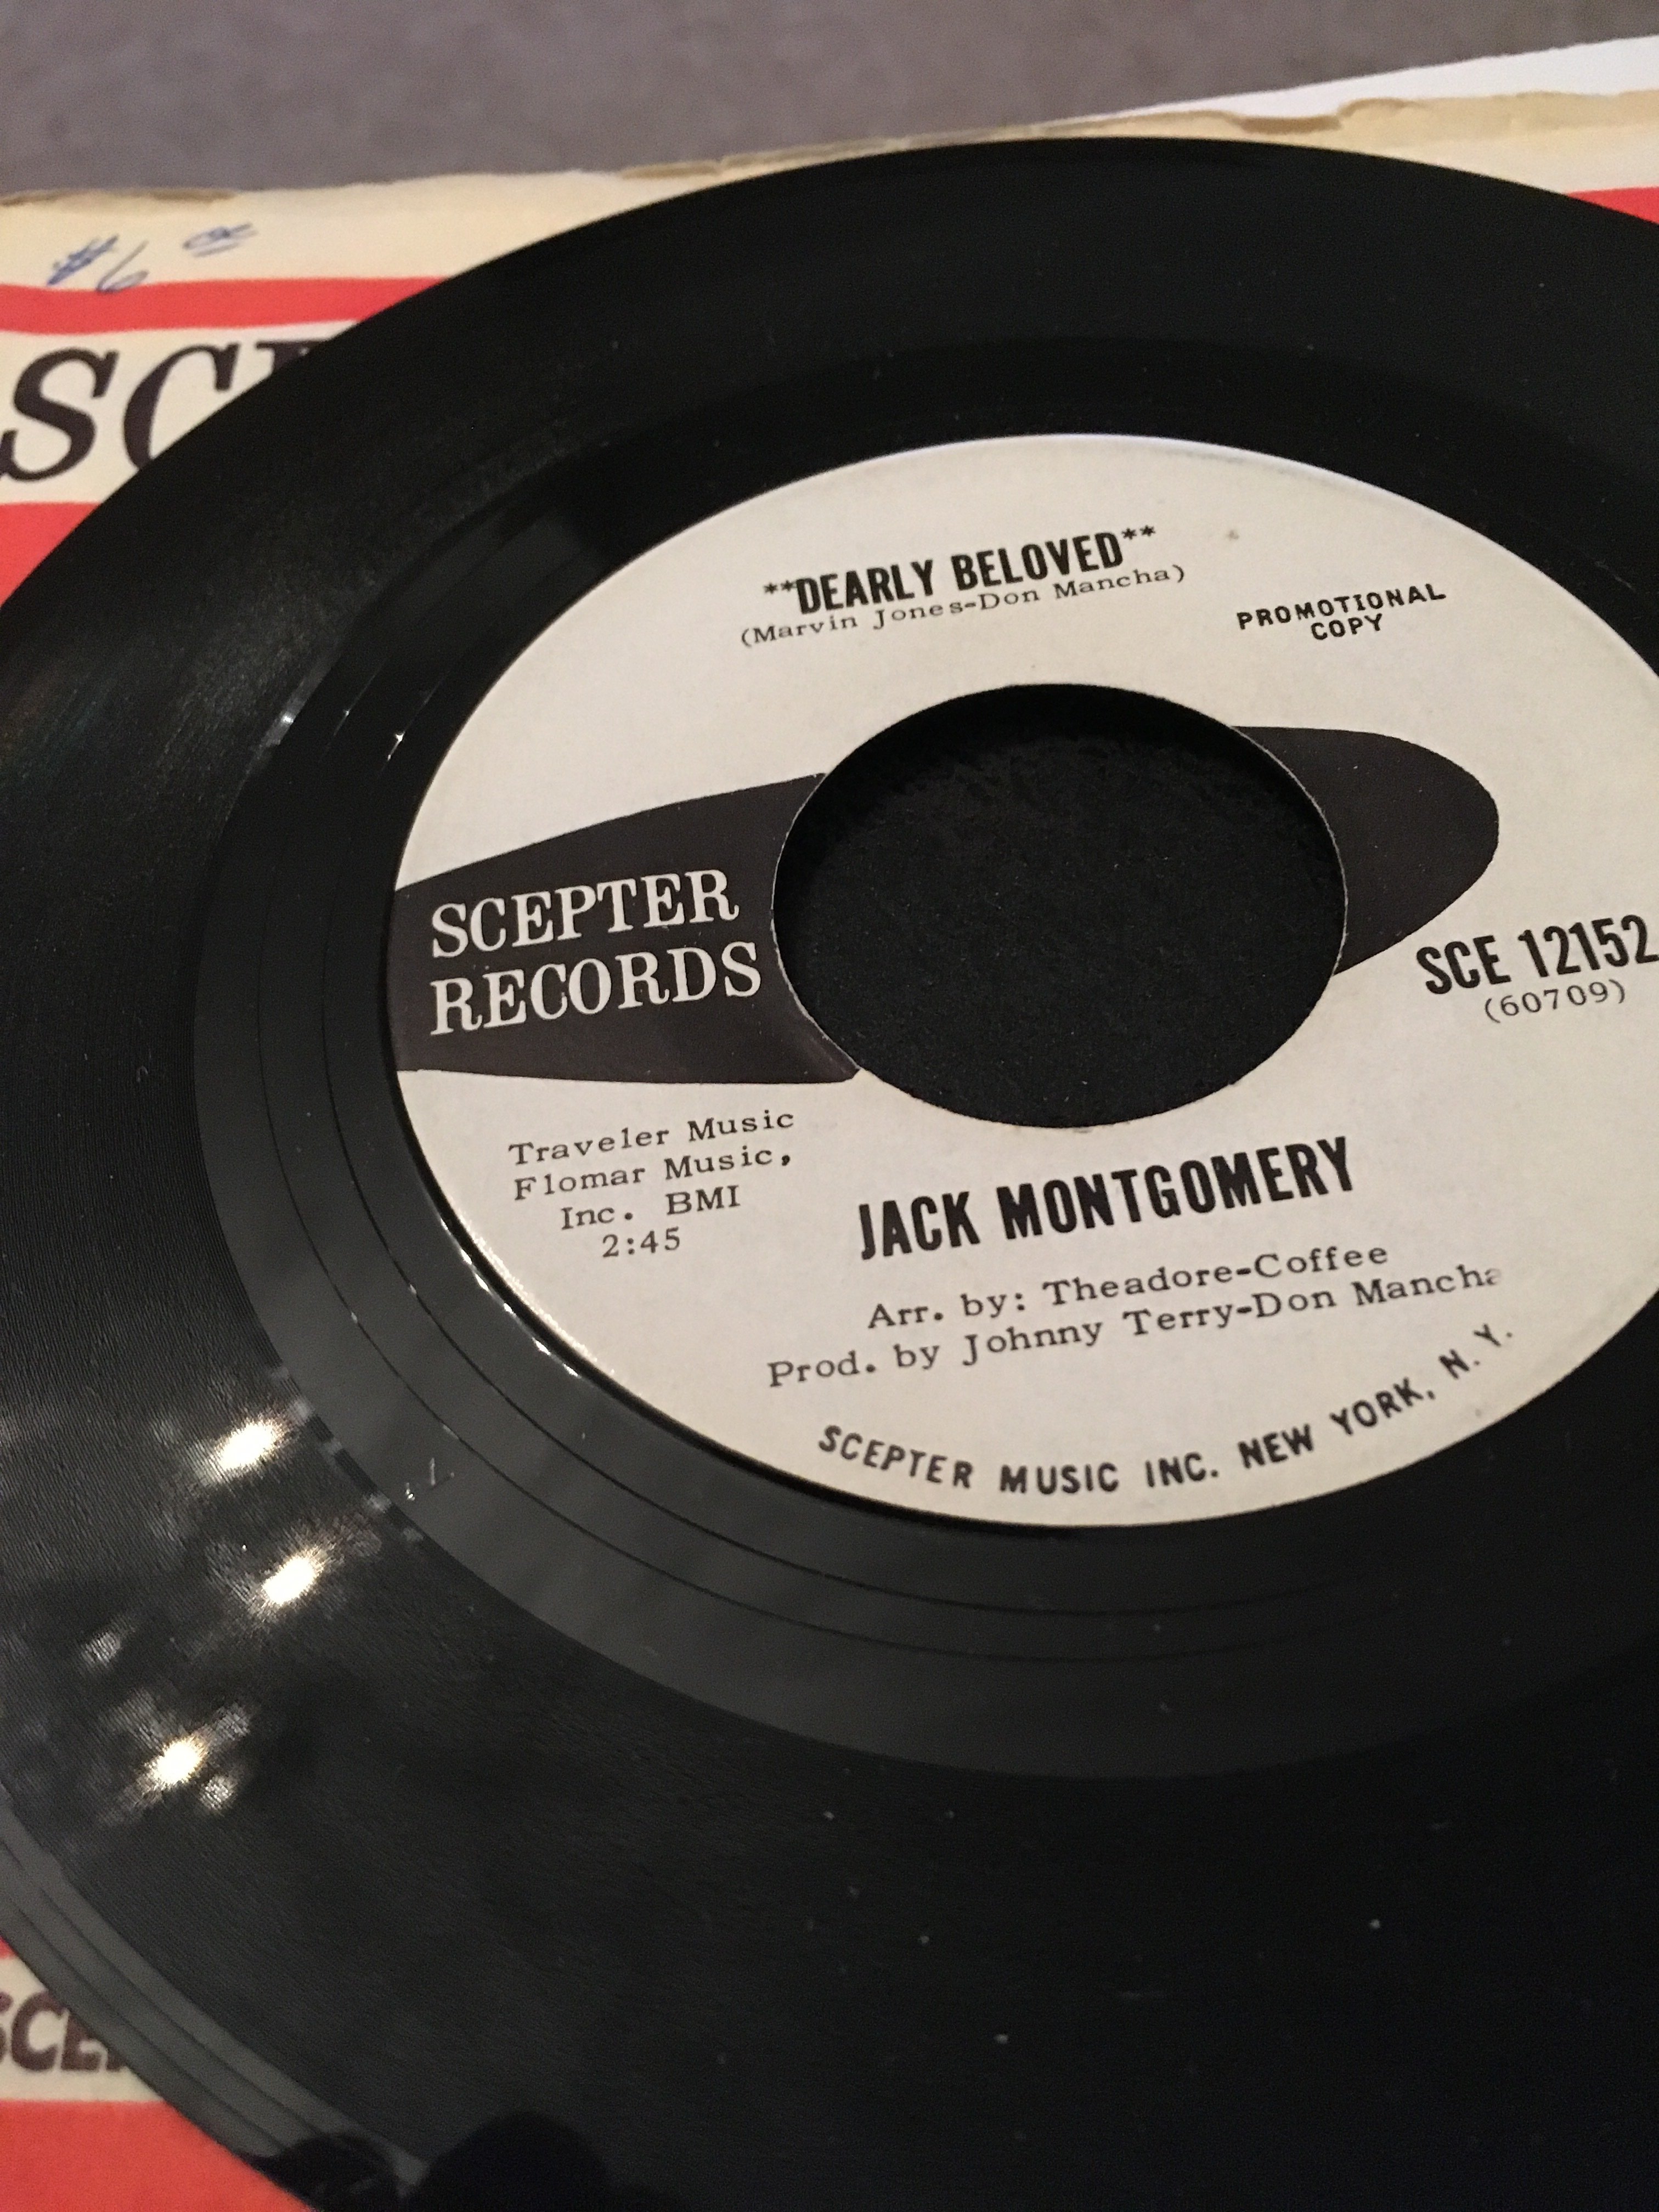 #6
SC
**DEARLY BELOVED**
(Marvin Jones-Don Mancha)
PROMOTIONAL
COPY
SCEPTER
RECORDS
SCE 12152
(60709)
Traveler Music
Flomar Music,
Inc. BMI
2:45
JACK MONTGOMERY
Arr. by: Theadore-Coffee
Prod. by Johnny Terry-Don Mancha
SCEPTER MUSIC INC. NEW YORK, N. Y.
SCE